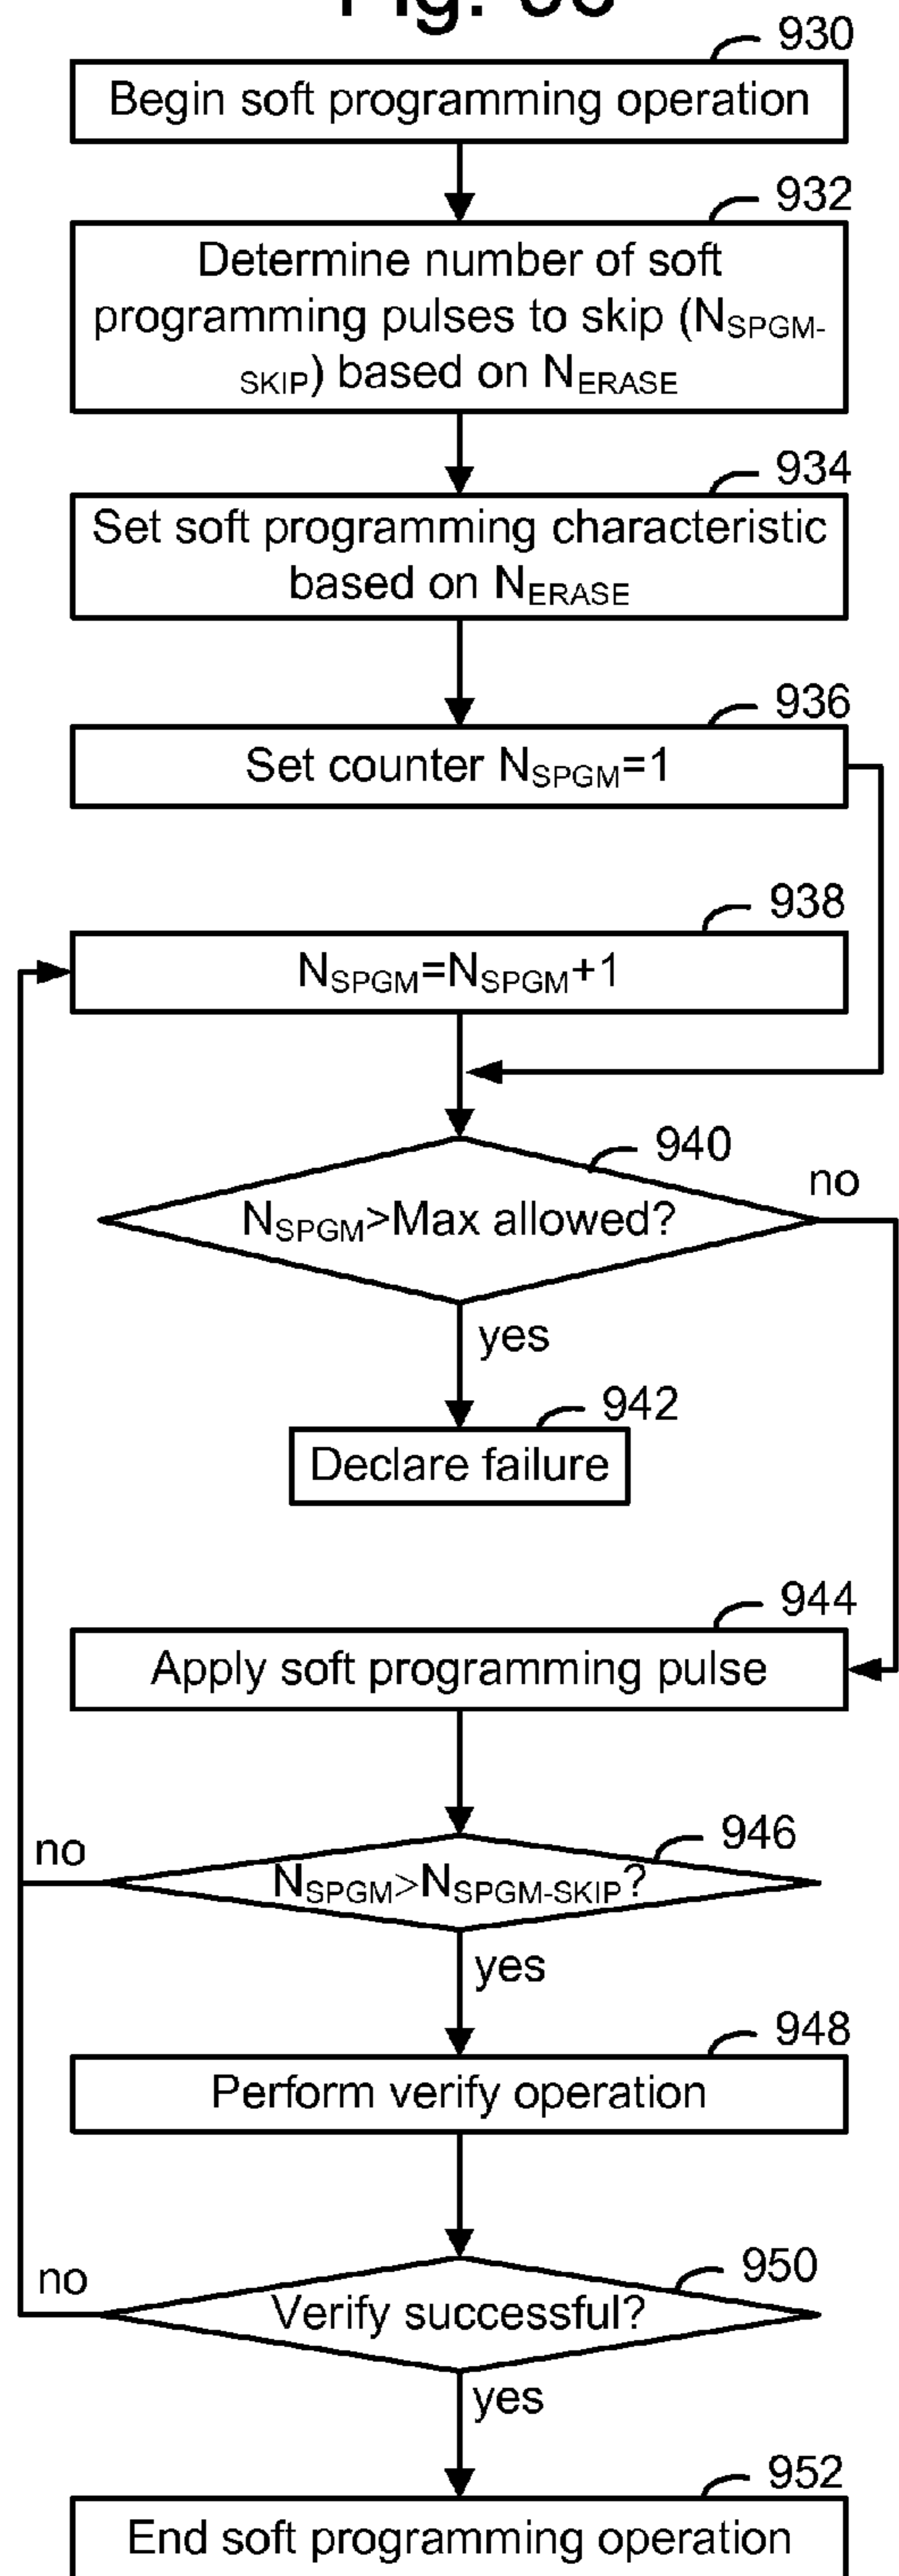 930
Begin soft programming operation
932
Determine number of soft
programming pulses to skip (NSPGM-
SKIP) based on NERASE
934
Set soft programming characteristic
based on NERASE
936
Set counter NSPGM=1
938
NSPGM=NSPGM+1
940
no
NSPGM>Max allowed?
yes
942
Declare failure
944
Apply soft programming pulse
946
no
NSPGM>NSPGM-SKIP?
yes
948
Perform verify operation
950
no
Verify successful?
yes
952
End soft programming operation